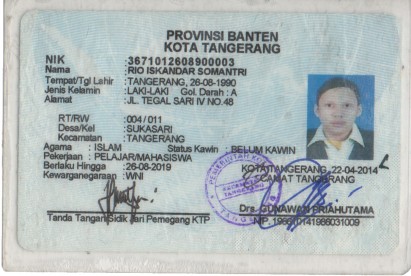 PROVINSI BANTEN
KOTA TANGERANG
NIK : 3671012608900003
Nama : RIO ISKANDAR SOMANTRI
Tempat/Tgl Lahir : TANGERANG, 26-08-1990
Jenis Kelamin : LAKI-LAKI Gol. Darah : A
Alamat : JL. TEGAL SARI IV NO.48
RT/RW : 004 / 011
Desa/Kel : SUKASARI
Kecamatan : TANGERANG
Agama : ISLAM Status Kawin : BELUM KAWIN
Pekerjaan : PELAJAR/MAHASISWA
Berlaku Hingga : 26-08-2019
Kewarganegaraan : WNI
KOTA TANGERANG, 22-04-2014
CAMAT TANGERANG
Tanda Tangan/Sidik Jari Pemegang KTP
Drs. GUNAWAN PRIAHUTAMA
NIP.